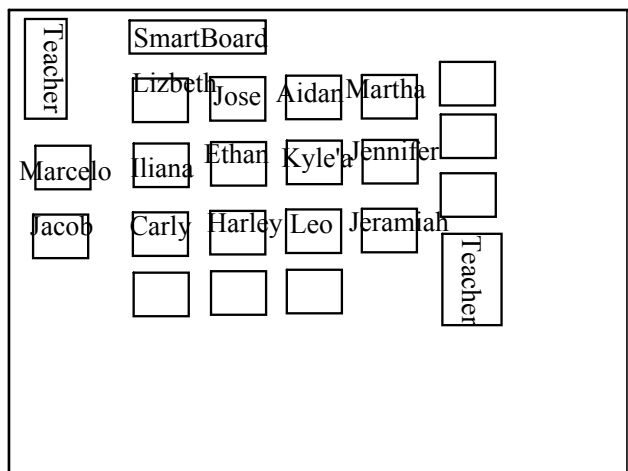 Teacher
SmartBoard
Lizbeth
Jose
Aidan
Martha
Marcelo
Iliana
Ethan
Kyle'a
Jennifer
Jacob
Carly
Harley
Leo
Jeramiah
Teacher